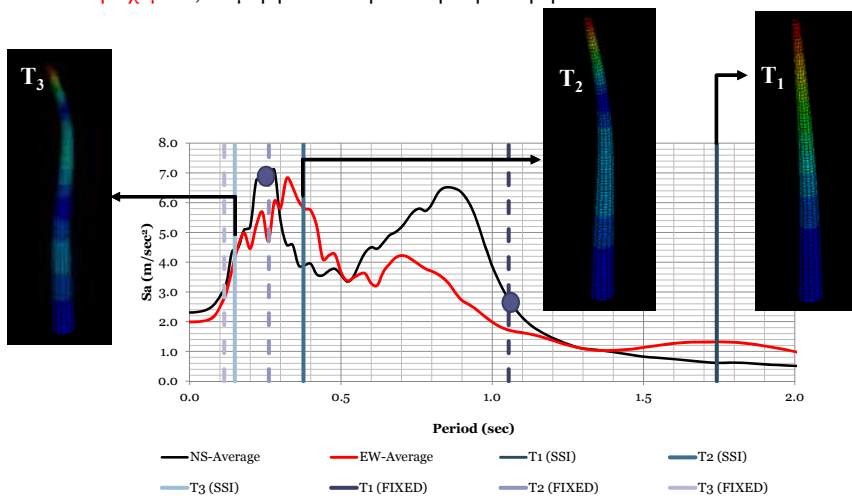 T3
T2
T1
8.0
7.0
6.0
5.0
4.0
3.0
2.0
1.0
0.0
Sa (m/sec²)
0.0 0.5 1.0 1.5 2.0
Period (sec)
NS-Average EW-Average T1 (SSI) T2 (SSI)
T3 (SSI) T1 (FIXED) T2 (FIXED) T3 (FIXED)